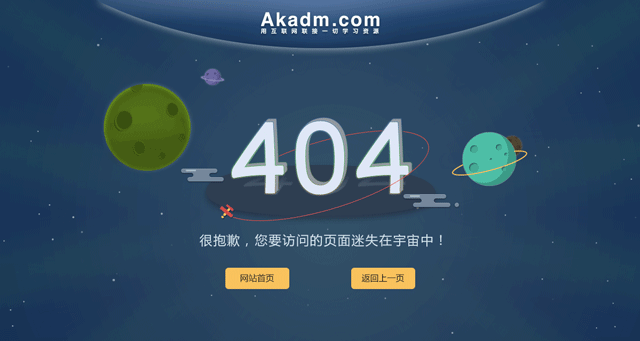 Akadm.com
用互联网联接一切学习资源
404
很抱歉，您要访问的页面迷失在宇宙中！
网站首页
返回上一页